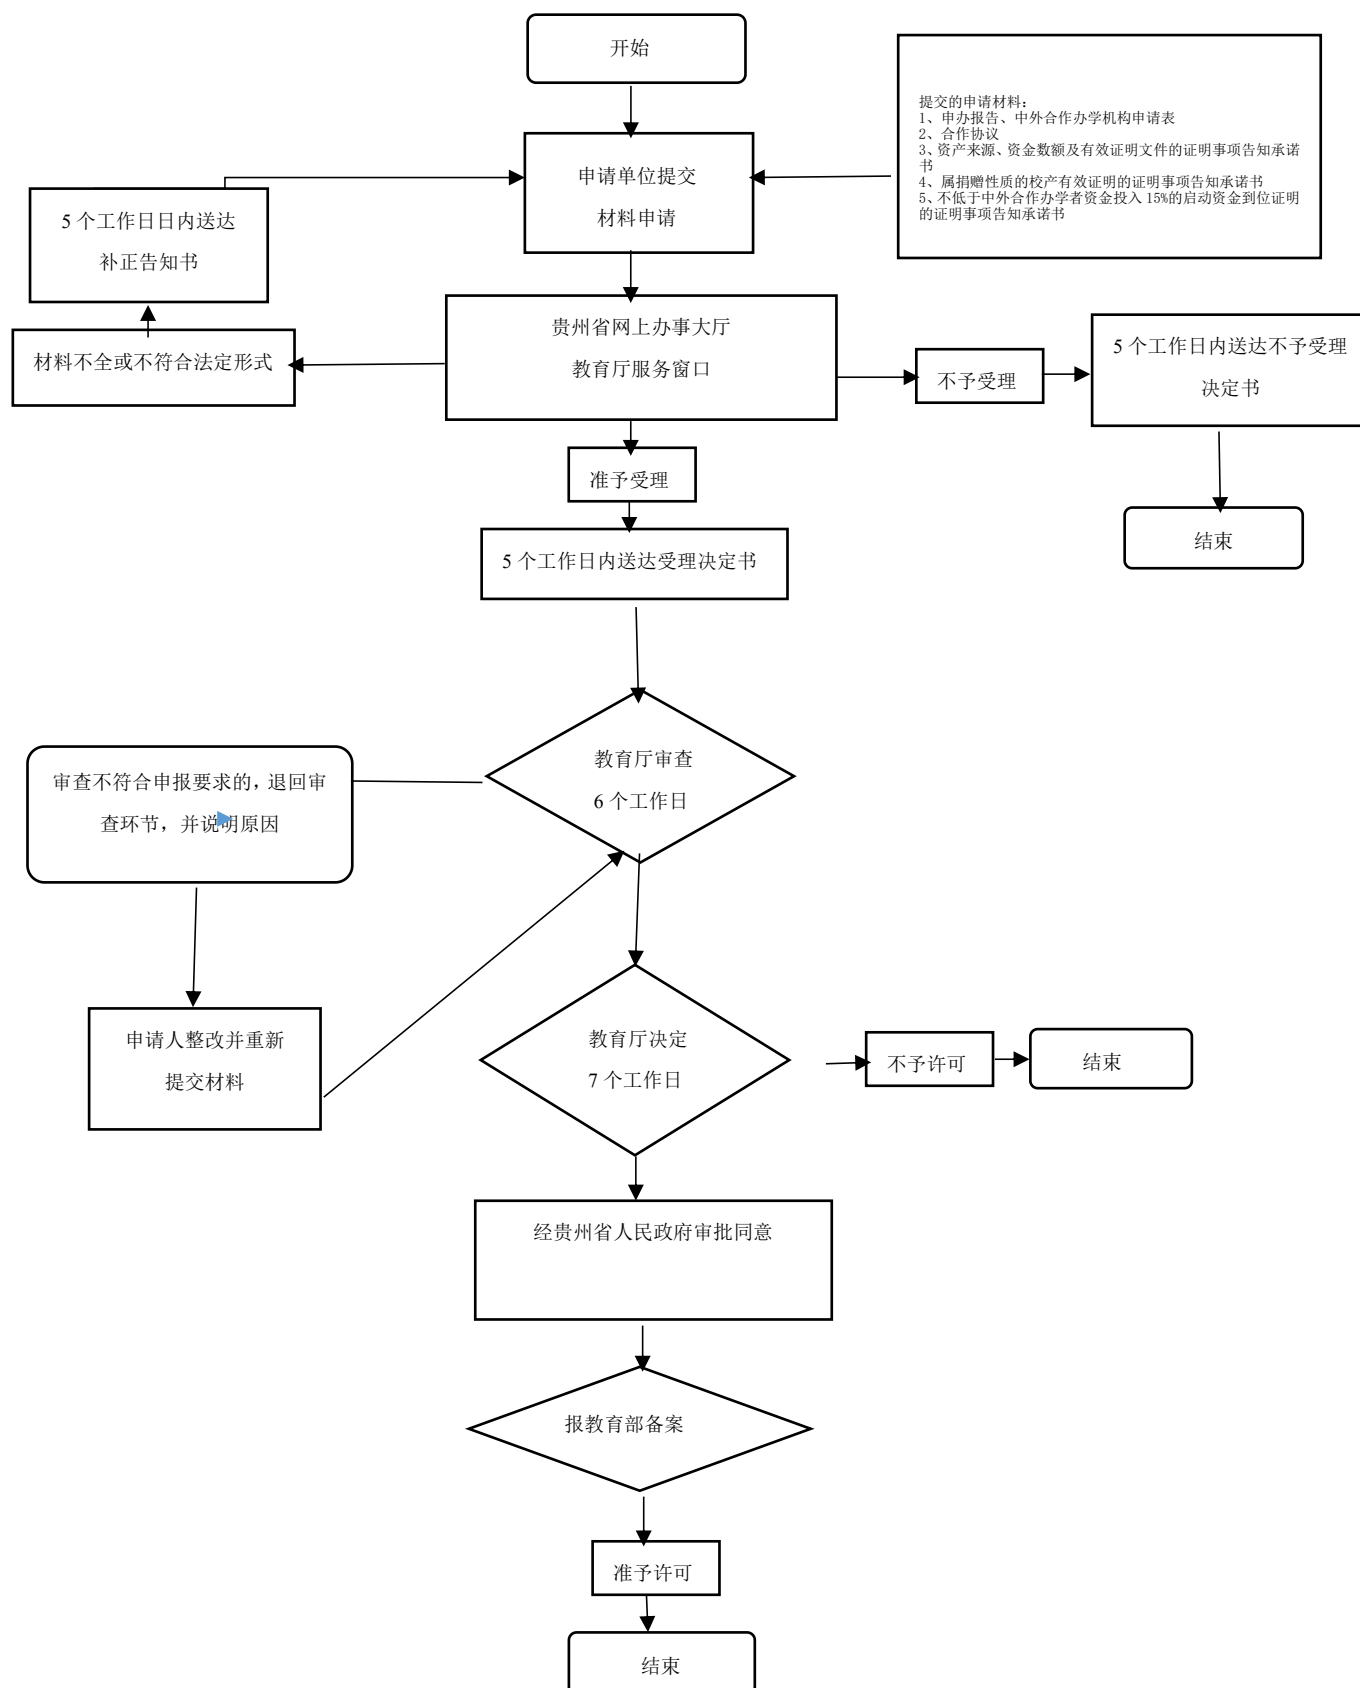 开始
提交的申请材料：
1、申办报告、中外合作办学机构申请表
2、合作协议
3、资产来源、资金数额及有效证明文件的证明事项告知承诺
书
4、属捐赠性质的校产有效证明的证明事项告知承诺书
5、不低于中外合作办学者资金投入 15%的启动资金到位证明
的证明事项告知承诺书
申请单位提交
材料申请
5 个工作日日内送达
补正告知书
贵州省网上办事大厅
教育厅服务窗口
材料不全或不符合法定形式
不予受理
5 个工作日内送达不予受理
决定书
准予受理
结束
5 个工作日内送达受理决定书
教育厅审查
6 个工作日
审查不符合申报要求的，退回审
查环节，并说明原因
申请人整改并重新
提交材料
教育厅决定
7 个工作日
不予许可
结束
经贵州省人民政府审批同意
报教育部备案
准予许可
结束